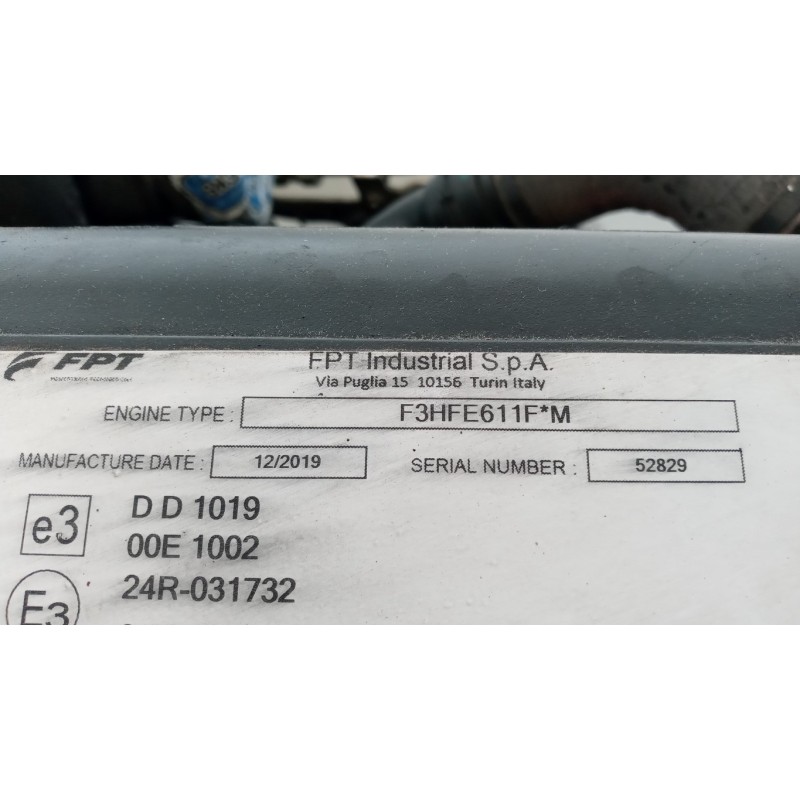 FPT FPT Industrial S.p.A.
Via Puglia 15 10156 Turin Italy
ENGINE TYPE : F3HFE611F*M
MANUFACTURE DATE : 12/2019 SERIAL NUMBER : 52829
e3 D D 1019
00E 1002
E3 24R-031732